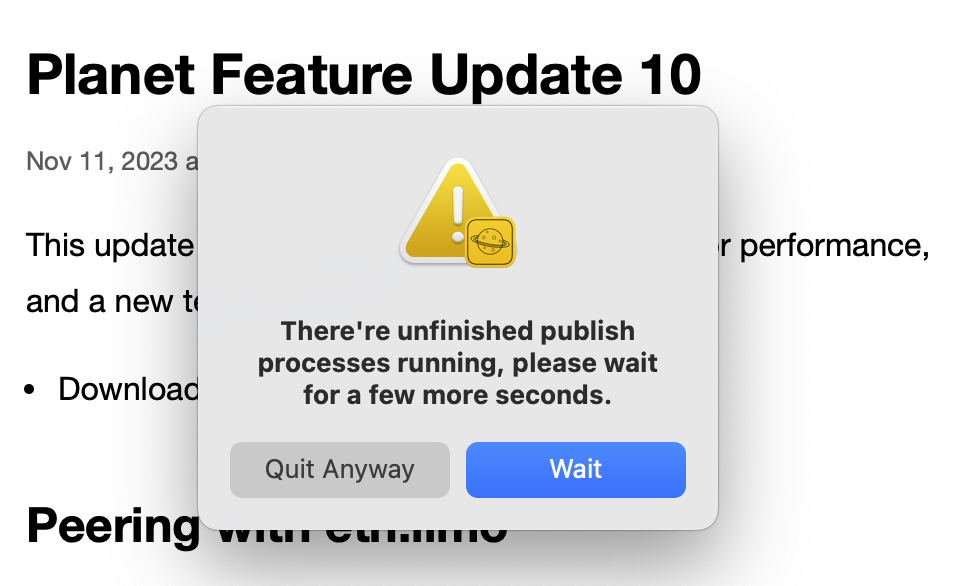 Planet Feature Update 10
Nov 11, 2023
This update
performance,
and a new
Download
There're unfinished publish
processes running, please wait
for a few more seconds.
Quit Anyway
Wait
Peering with eth.limo